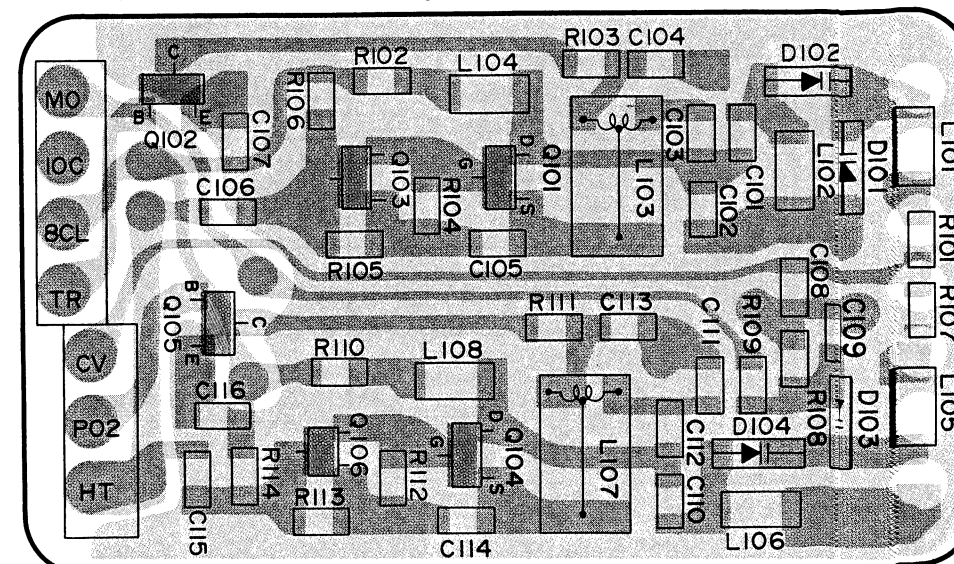 R103 C104
D102
R102
L104
C
MO
R106
B
E
Q102
C107
IOC
C106
Q103
R104
G
D
Q101
S
L103
C103
C101
C102
L102
D101
L101
8CL
R105
C105
R101
TR
B
Q105
C
E
R111
C113
C111
R109
C108
C109
R107
CV
R110
L108
C116
R108
D103
L105
PO2
Q106
R112
G
D
Q104
S
L107
C112
D104
HT
R114
R113
C110
C115
C114
L106